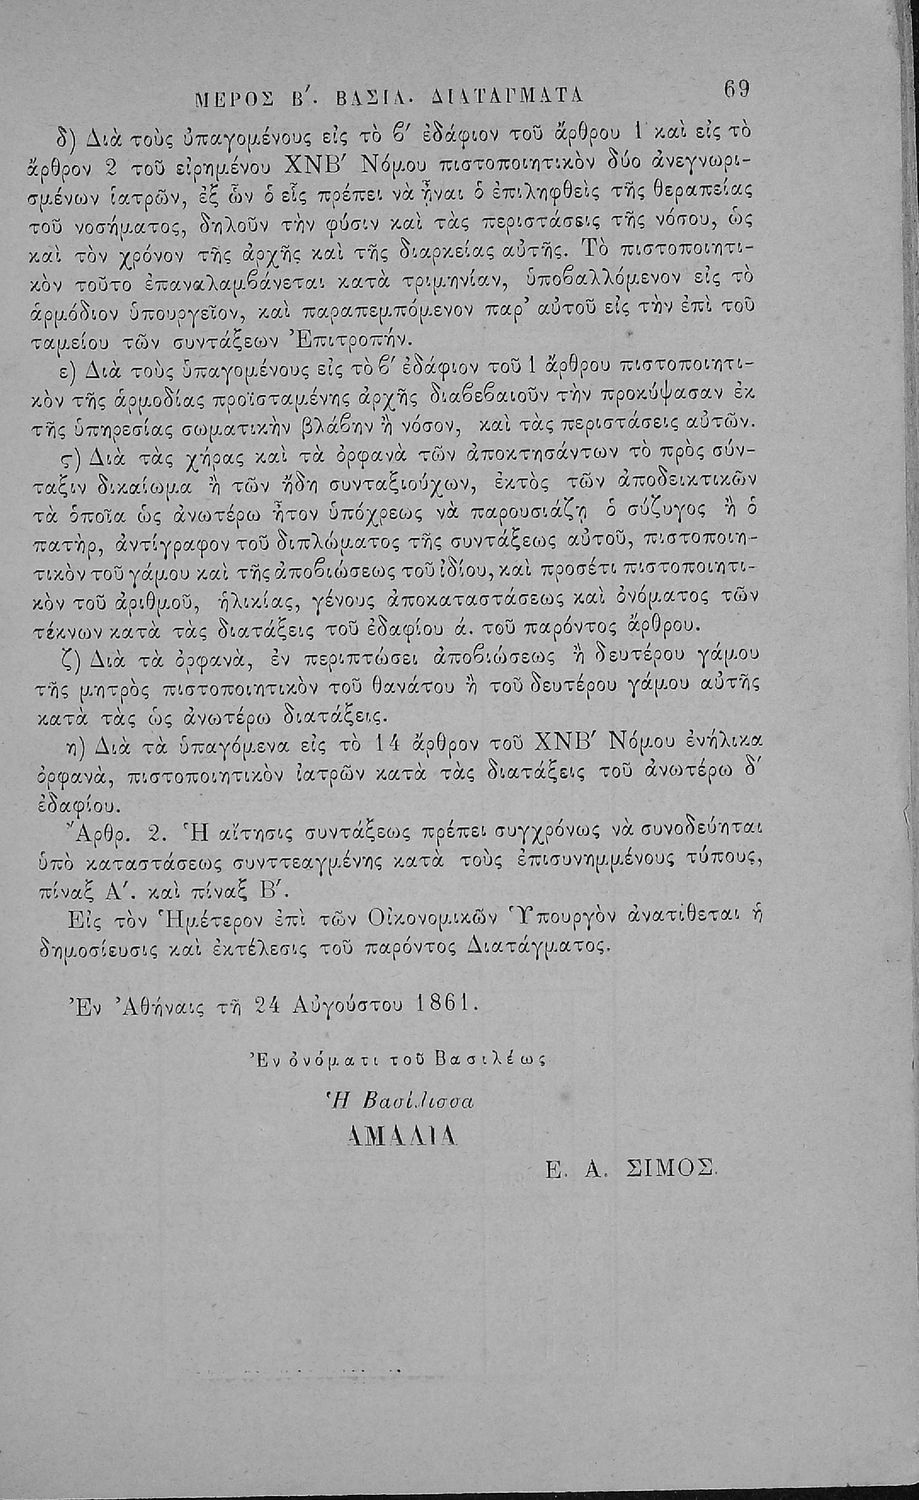 ΜΕΡΟΣ Β΄. ΒΑΣΙΛ. ΔΙΑΤΑΓΜΑΤΑ 69
δ) Διὰ τοὺς ὑπαγομένους εἰς τὸ ϐ΄ ἐδάφιον τοῦ ἄρθρου 1 καὶ εἰς τὸ
ἄρθρον 2 τοῦ εἰρημένου ΧΝΒ΄ Νόμου πιστοποιητικὸν δύο ἀνεγνωρι-
σμένων ἰατρῶν, ἐξ ὧν ὁ εἷς πρέπει νὰ ᾖναι ὁ ἐπιληφθεὶς τῆς θεραπείας
τοῦ νοσήματος, δηλοῦν τὴν φύσιν καὶ τὰς περιστάσεις τῆς νόσου, ὡς
καὶ τὸν χρόνον τῆς ἀρχῆς καὶ τῆς διαρκείας αὐτῆς. Τὸ πιστοποιητι-
κὸν τοῦτο ἐπαναλαμϐάνεται κατὰ τριμηνίαν, ὑποϐαλλόμενον εἰς τὸ
ἁρμόδιον ὑπουργεῖον, καὶ παραπεμπόμενον παρ᾽ αὐτοῦ εἰς τὴν ἐπὶ τοῦ
ταμείου τῶν συντάξεων Ἐπιτροπήν.
ε) Διὰ τοὺς ὑπαγομένους εἰς τὸ ϐ΄ ἐδάφιον τοῦ 1 ἄρθρου πιστοποιητι-
κὸν τῆς ἁρμοδίας προϊσταμένης ἀρχῆς διαϐεϐαιοῦν τὴν προκύψασαν ἐκ
τῆς ὑπηρεσίας σωματικὴν βλάϐην ἢ νόσον, καὶ τὰς περιστάσεις αὐτῶν.
ς) Διὰ τὰς χήρας καὶ τὰ ὀρφανὰ τῶν ἀποκτησάντων τὸ πρὸς σύν-
ταξιν δικαίωμα ἢ τῶν ἤδη συνταξιούχων, ἐκτὸς τῶν ἀποδεικτικῶν
τὰ ὁποῖα ὡς ἀνωτέρω ἦτον ὑπόχρεως νὰ παρουσιάζῃ ὁ σύζυγος ἢ ὁ
πατὴρ, ἀντίγραφον τοῦ διπλώματος τῆς συντάξεως αὐτοῦ, πιστοποιη-
τικὸν τοῦ γάμου καὶ τῆς ἀποϐιώσεως τοῦ ἰδίου, καὶ προσέτι πιστοποιητι-
κὸν τοῦ ἀριθμοῦ, ἡλικίας, γένους ἀποκαταστάσεως καὶ ὀνόματος τῶν
τέκνων κατὰ τὰς διατάξεις τοῦ ἐδαφίου ά. τοῦ παρόντος ἄρθρου.
ζ) Διὰ τὰ ὀρφανὰ, ἐν περιπτώσει ἀποϐιώσεως ἢ δευτέρου γάμου
τῆς μητρὸς πιστοποιητικὸν τοῦ θανάτου ἢ τοῦ δευτέρου γάμου αὐτῆς
κατὰ τὰς ὡς ἀνωτέρω διατάξεις.
η) Διὰ τὰ ὑπαγόμενα εἰς τὸ 14 ἄρθρον τοῦ ΧΝΒ΄ Νόμου ἐνήλικα
ὀρφανὰ, πιστοποιητικὸν ἰατρῶν κατὰ τὰς διατάξεις τοῦ ἀνωτέρω δ΄
ἐδαφίου.
Ἄρθρ. 2. Ἡ αἴτησις συντάξεως πρέπει συγχρόνως νὰ συνοδεύηται
ὑπὸ καταστάσεως συνττεαγμένης κατὰ τοὺς ἐπισυνημμένους τύπους,
πίναξ Α΄. καὶ πίναξ Β΄.
Εἰς τὸν Ἡμέτερον ἐπὶ τῶν Οἰκονομικῶν Ὑπουργὸν ἀνατίθεται ἡ
δημοσίευσις καὶ ἐκτέλεσις τοῦ παρόντος Διατάγματος.
Ἐν Ἀθήναις τῇ 24 Αὐγούστου 1861.
Ἐν ὀνόματι τοῦ Βασιλέως
Ἡ Βασίλισσα
ΑΜΑΛΙΑ
Ε. Α. ΣΙΜΟΣ.